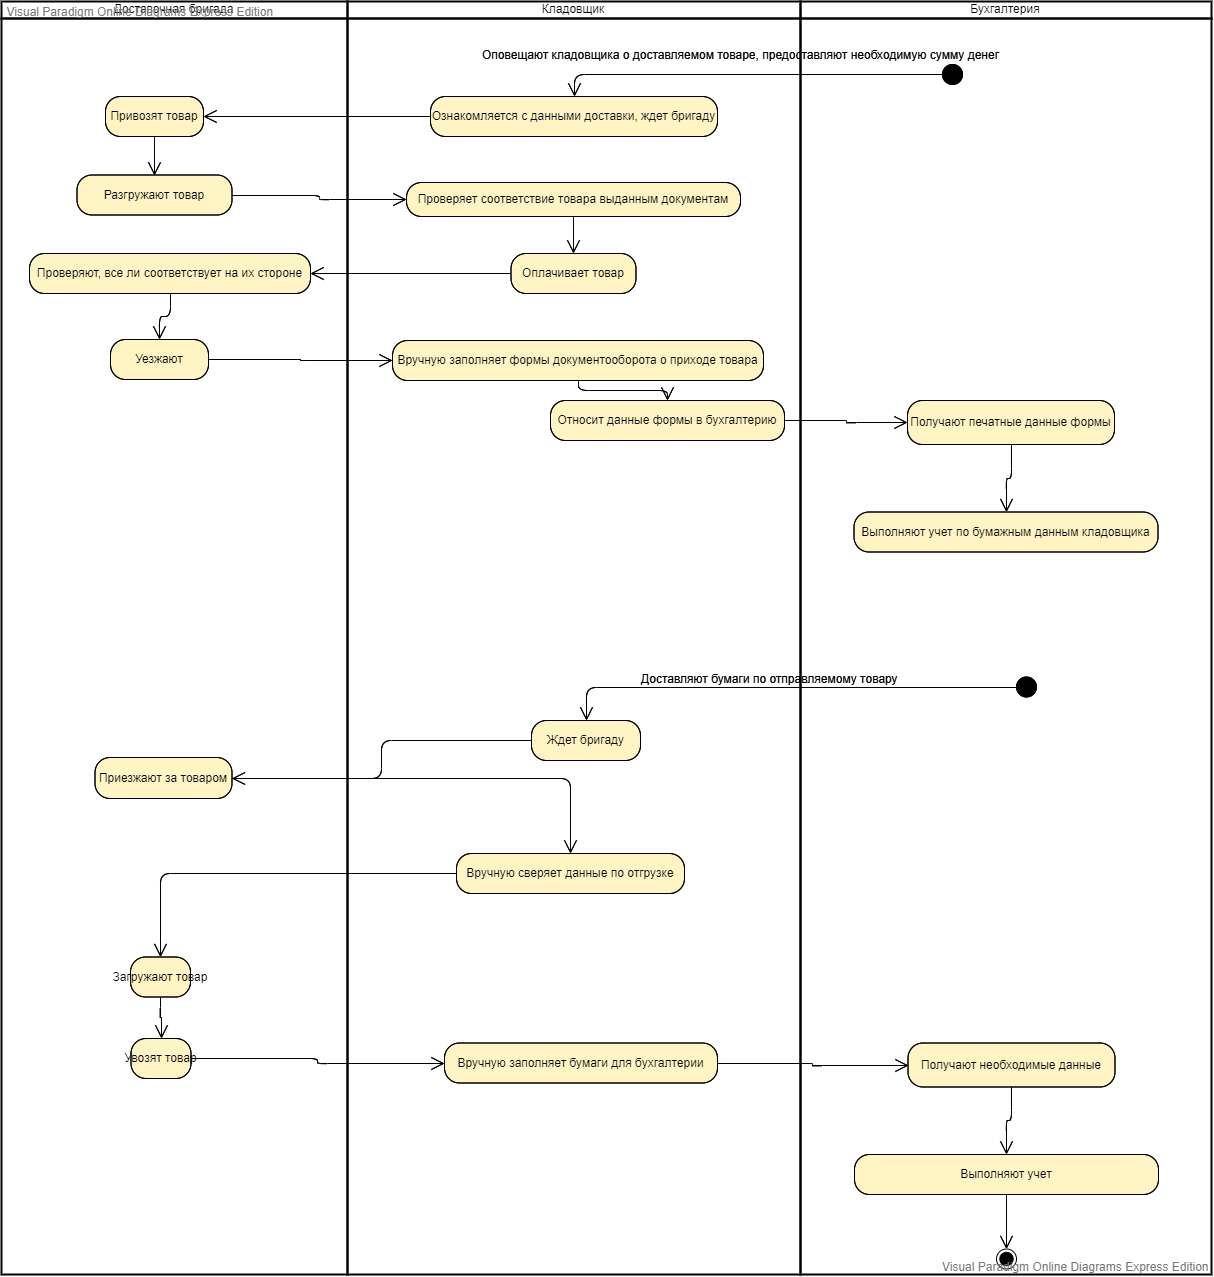 Доставочная бригада
Visual Paradigm Online Diagrams Express Edition
Кладовщик
Бухгалтерия
Оповещают кладовщика о доставляемом товаре, предоставляют необходимую сумму денег
Привозят товар
Ознакомляется с данными доставки, ждет бригаду
Разгружают товар
Проверяет соответствие товара выданным документам
Проверяют, все ли соответствует на их стороне
Оплачивает товар
Уезжают
Вручную заполняет формы документооборота о приходе товара
Относит данные формы в бухгалтерию
Получают печатные данные формы
Выполняют учет по бумажным данным кладовщика
Доставляют бумаги по отправляемому товару
Ждет бригаду
Приезжают за товаром
Вручную сверяет данные по отгрузке
Загружают товар
Увозят товар
Вручную заполняет бумаги для бухгалтерии
Получают необходимые данные
Выполняют учет
Visual Paradigm Online Diagrams Express Edition